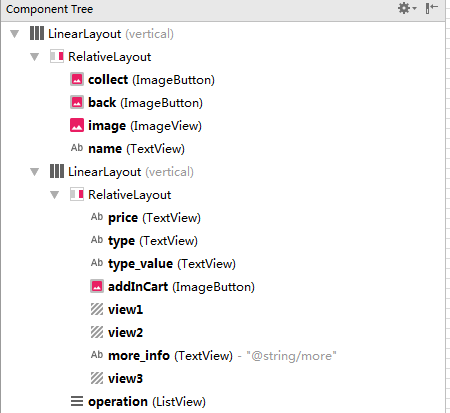 Component Tree
LinearLayout (vertical)
RelativeLayout
collect (ImageButton)
back (ImageButton)
image (ImageView)
Ab name (TextView)
LinearLayout (vertical)
RelativeLayout
Ab price (TextView)
Ab type (TextView)
Ab type_value (TextView)
addInCart (ImageButton)
view1
view2
Ab more_info (TextView) - "@string/more"
view3
operation (ListView)